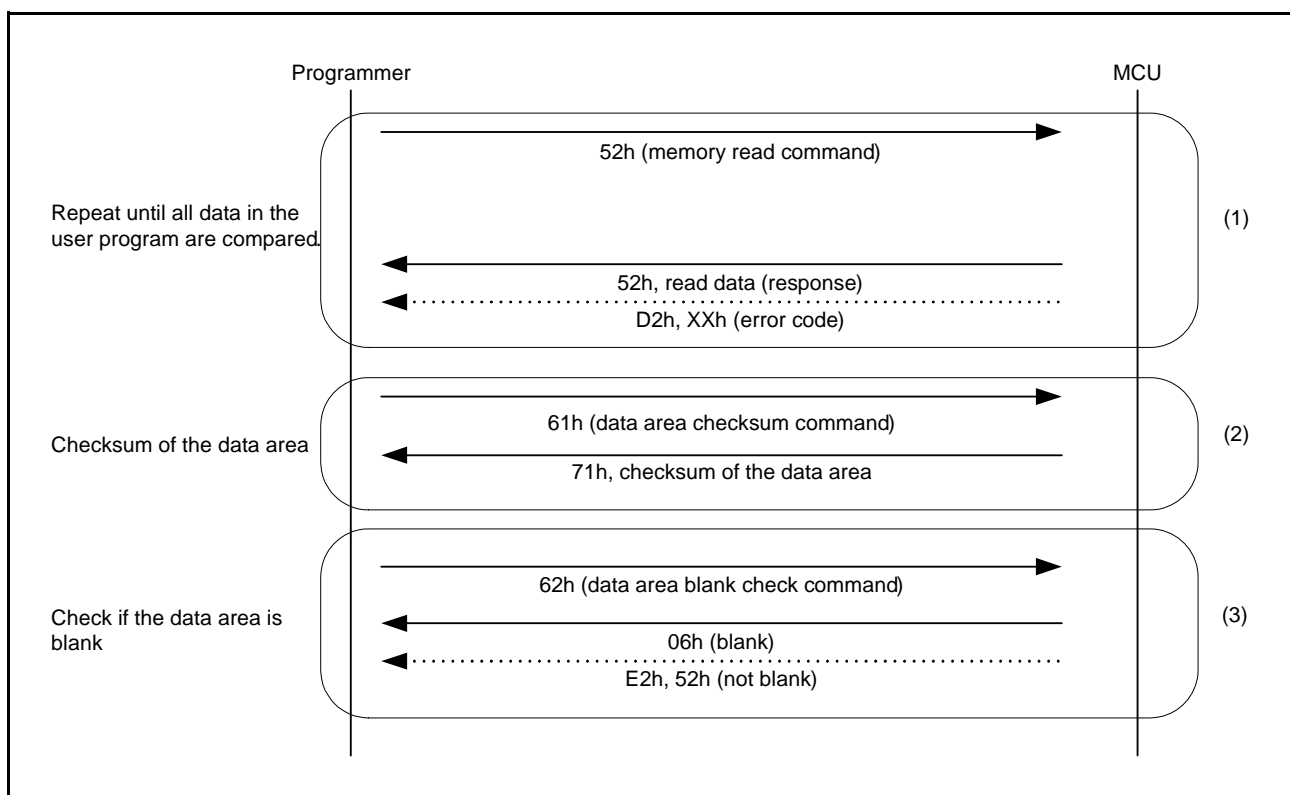 Programmer
MCU
52h (memory read command)
Repeat until all data in the
user program are compared.
(1)
52h, read data (response)
D2h, XXh (error code)
61h (data area checksum command)
Checksum of the data area
(2)
71h, checksum of the data area
62h (data area blank check command)
Check if the data area is
blank
(3)
06h (blank)
E2h, 52h (not blank)